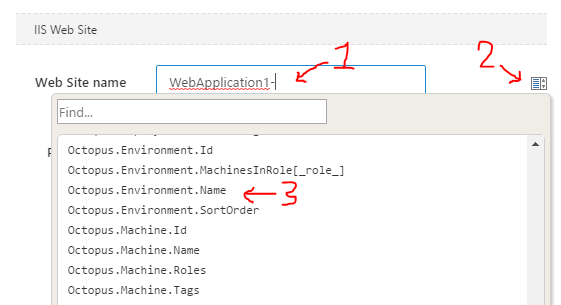 IIS Web Site
1
2
Web Site name
WebApplication1-
Find...
Octopus.Environment.Id
Octopus.Environment.MachinesInRole[_role_]
Octopus.Environment.Name
3
Octopus.Environment.SortOrder
Octopus.Machine.Id
Octopus.Machine.Name
Octopus.Machine.Roles
Octopus.Machine.Tags